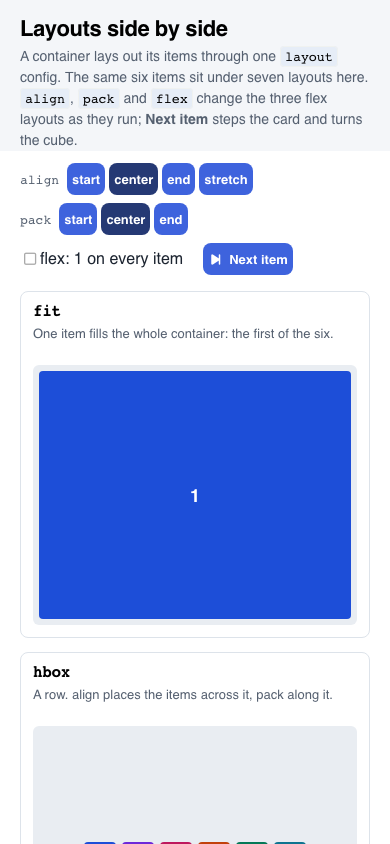 Layouts side by side
A container lays out its items through one layout
config. The same six items sit under seven layouts here.
align, pack and flex change the three flex
layouts as they run; Next item steps the card and turns
the cube.
align start center end stretch
pack start center end
flex: 1 on every item Next item
fit
One item fills the whole container: the first of the six.
1
hbox
A row. align places the items across it, pack along it.